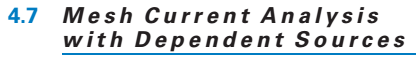 4.7 Mesh Current Analysis
with Dependent Sources